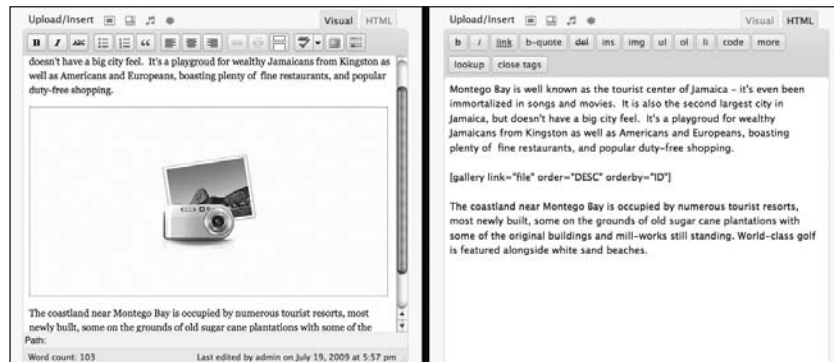 Upload/Insert
Visual HTML
B I ABC
doesn't have a big city feel. It's a playgroud for wealthy Jamaicans from Kingston as
well as Americans and Europeans, boasting plenty of fine restaurants, and popular
duty-free shopping.
The coastland near Montego Bay is occupied by numerous tourist resorts, most
newly built, some on the grounds of old sugar cane plantations with some of the
Path:
Word count: 103 Last edited by admin on July 19, 2009 at 5:57 pm
Upload/Insert
Visual HTML
b i link b-quote del ins img ul ol li code more
lookup close tags
Montego Bay is well known as the tourist center of Jamaica - it's even been
immortalized in songs and movies. It is also the second largest city in
Jamaica, but doesn't have a big city feel. It's a playgroud for wealthy
Jamaicans from Kingston as well as Americans and Europeans, boasting
plenty of fine restaurants, and popular duty-free shopping.
[gallery link="file" order="DESC" orderby="ID"]
The coastland near Montego Bay is occupied by numerous tourist resorts,
most newly built, some on the grounds of old sugar cane plantations with
some of the original buildings and mill-works still standing. World-class golf
is featured alongside white sand beaches.